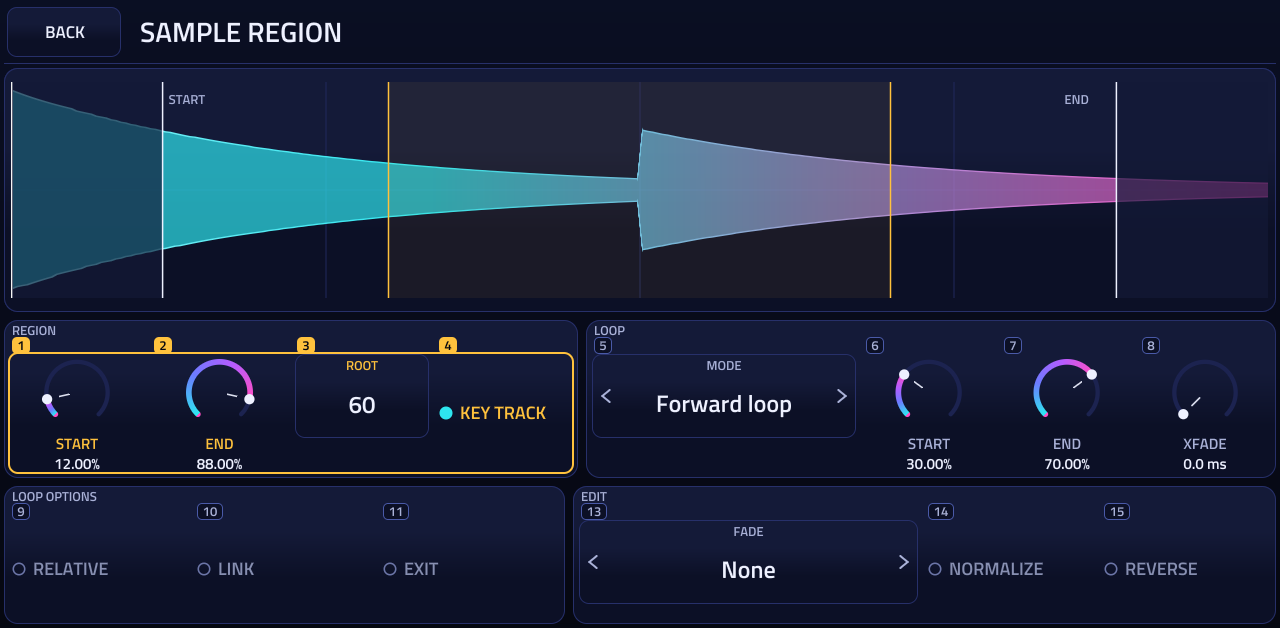 BACK
SAMPLE REGION
START
END
REGION
1
2
3
4
ROOT
60
KEY TRACK
START
12.00%
END
88.00%
LOOP
5
6
7
8
MODE
Forward loop
START
30.00%
END
70.00%
XFADE
0.0 ms
LOOP OPTIONS
9
10
11
RELATIVE
LINK
EXIT
EDIT
13
14
15
FADE
None
NORMALIZE
REVERSE